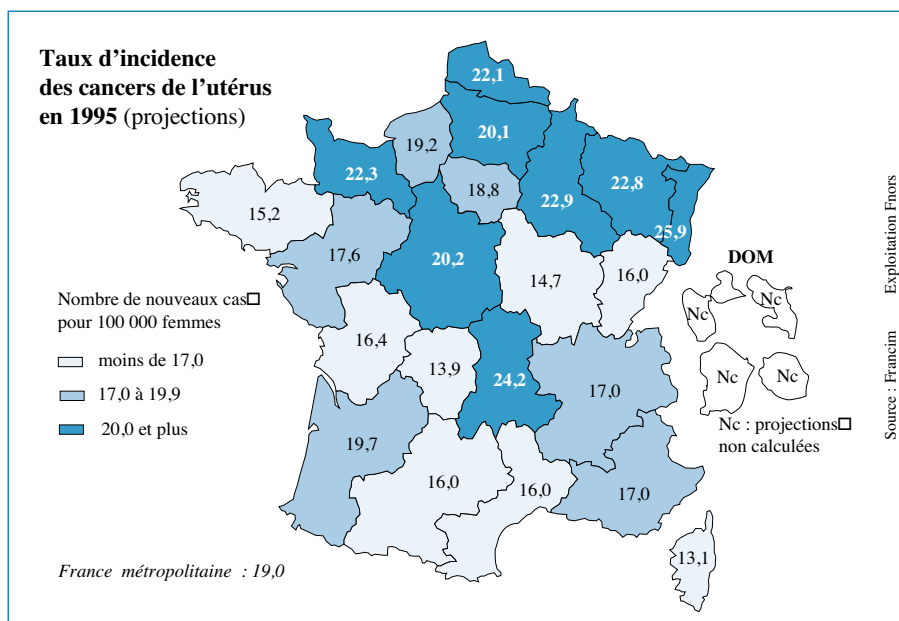 Taux d'incidence
des cancers de l'utérus
en 1995 (projections)
22,1
20,1
19,2
22,3
18,8
22,9
22,8
25,9
15,2
17,6
20,2
14,7
16,0
DOM
Nc
Nc
Nc
Nc
Nc : projections□
non calculées
Nombre de nouveaux cas□
pour 100 000 femmes
moins de 17,0
17,0 à 19,9
20,0 et plus
16,4
13,9
24,2
17,0
19,7
16,0
16,0
17,0
13,1
France métropolitaine : 19,0
Source : Francim Exploitation Fnors